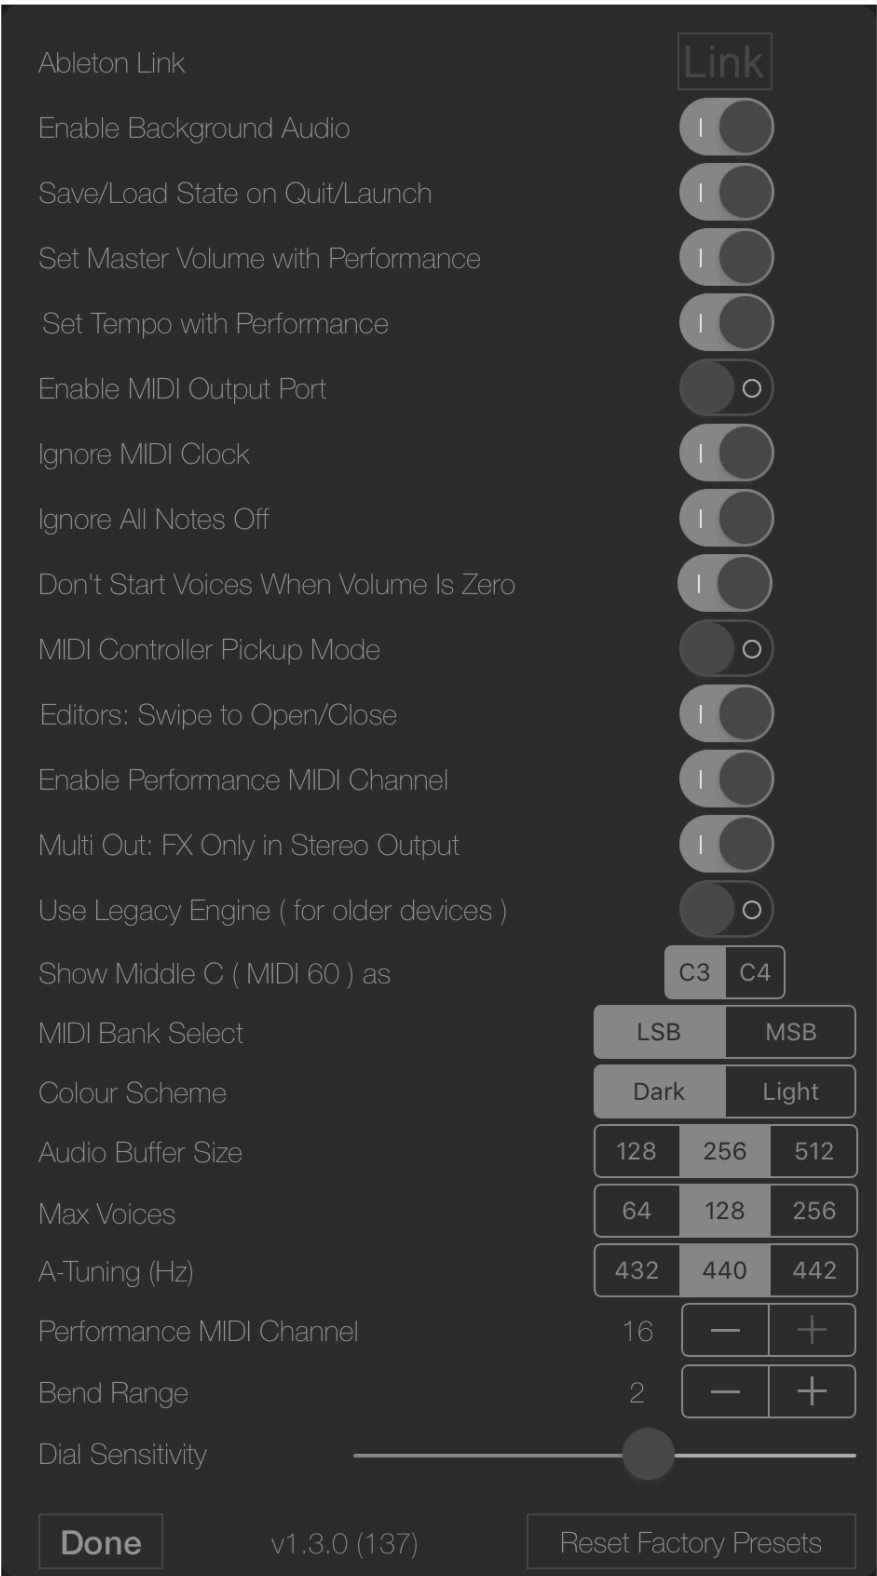 Ableton Link Link
Enable Background Audio
Save/Load State on Quit/Launch
Set Master Volume with Performance
Set Tempo with Performance
Enable MIDI Output Port
Ignore MIDI Clock
Ignore All Notes Off
Don't Start Voices When Volume Is Zero
MIDI Controller Pickup Mode
Editors: Swipe to Open/Close
Enable Performance MIDI Channel
Multi Out: FX Only in Stereo Output
Use Legacy Engine ( for older devices )
Show Middle C ( MIDI 60 ) as C3 C4
MIDI Bank Select LSB MSB
Colour Scheme Dark Light
Audio Buffer Size 128 256 512
Max Voices 64 128 256
A-Tuning (Hz) 432 440 442
Performance MIDI Channel 16 — +
Bend Range 2 — +
Dial Sensitivity
Done v1.3.0 (137) Reset Factory Presets